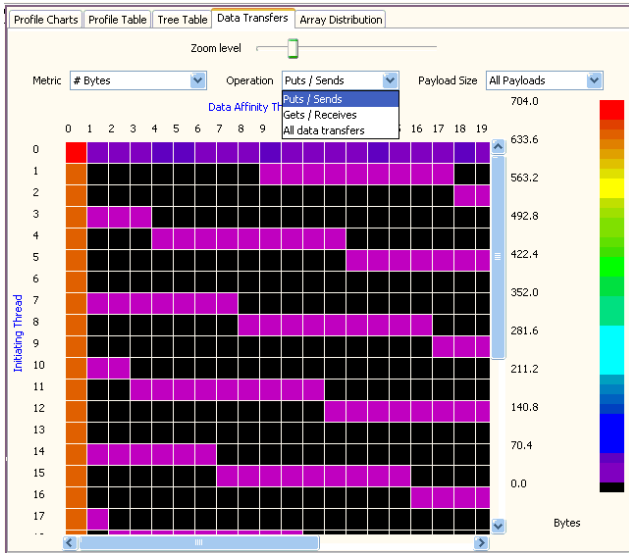 Profile Charts Profile Table Tree Table Data Transfers Array Distribution
Zoom level
Metric # Bytes Operation Puts / Sends Payload Size All Payloads
Puts / Sends
Gets / Receives
All data transfers
Data Affinity Th
0 1 2 3 4 5 6 7 8 9 16 17 18 19
Initiating Thread
0
1
2
3
4
5
6
7
8
9
10
11
12
13
14
15
16
17
704.0
633.6
563.2
492.8
422.4
352.0
281.6
211.2
140.8
70.4
0.0
Bytes